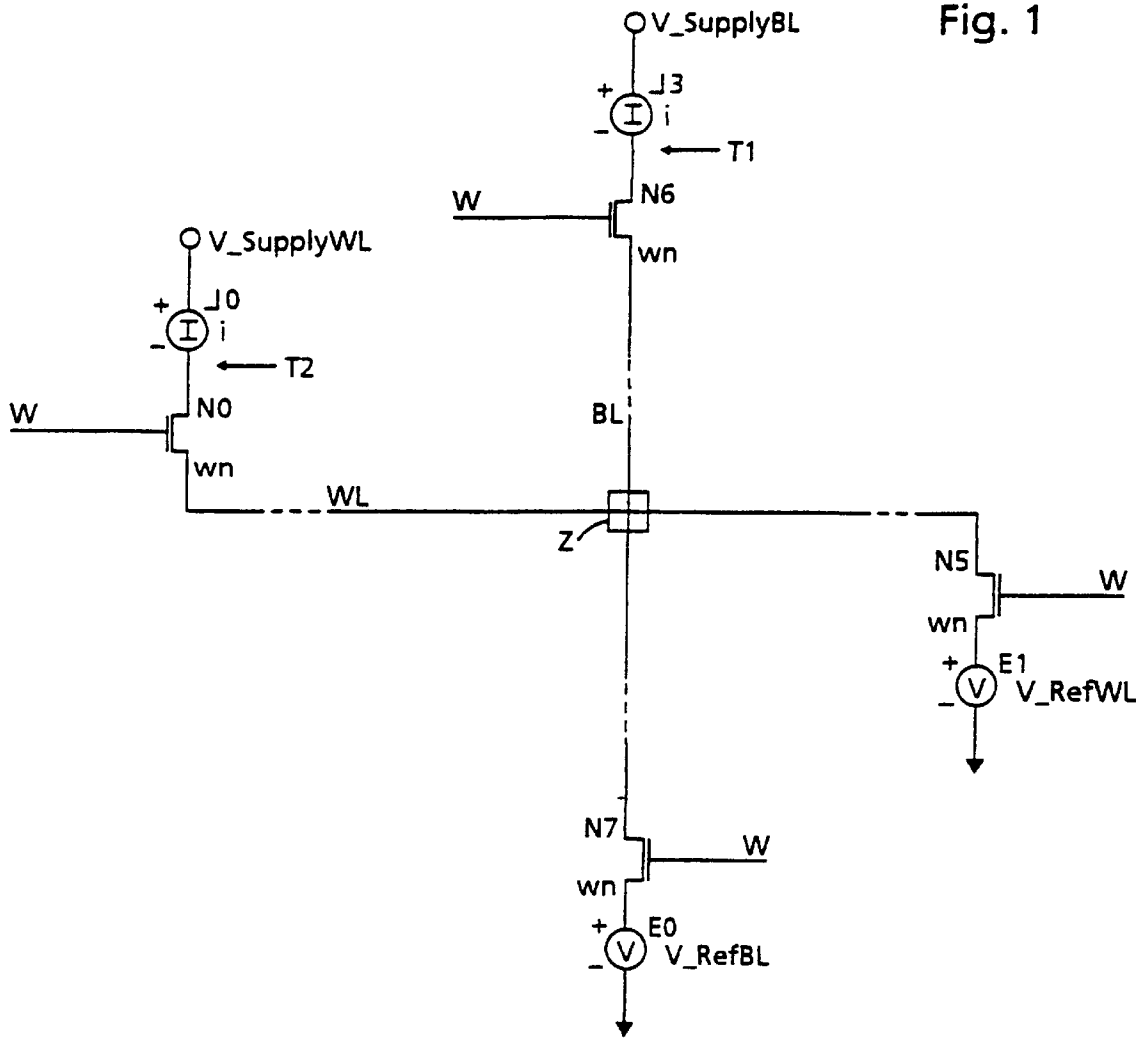 Fig. 1
V_SupplyBL
+ J3
I i
-
T1
W N6
wn
V_SupplyWL
+ J0
I i
-
T2
W N0
wn
BL
WL
Z
N5 W
wn
+ E1
V V_RefWL
-
N7 W
wn
+ E0
V V_RefBL
-